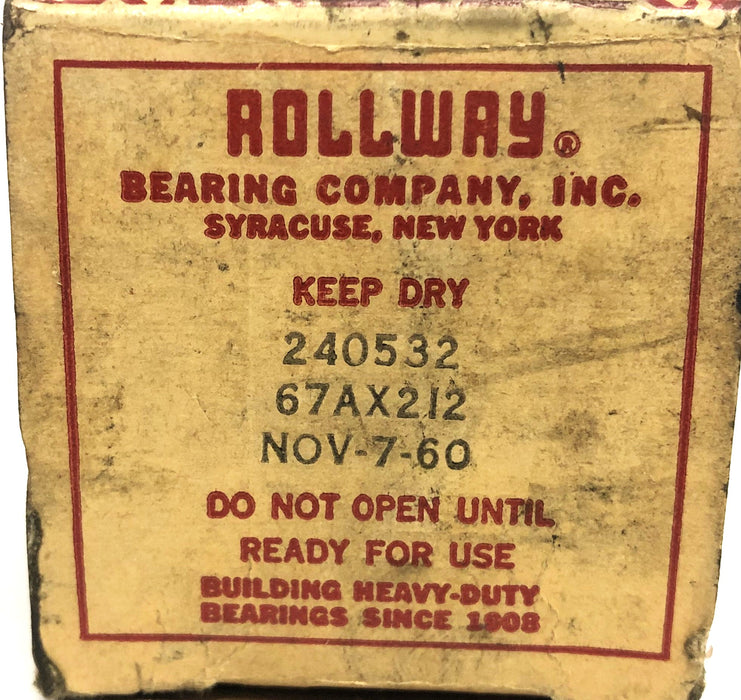 ROLLWAY®
BEARING COMPANY, INC.
SYRACUSE, NEW YORK
KEEP DRY
240532
67AX212
NOV-7-60
DO NOT OPEN UNTIL
READY FOR USE
BUILDING HEAVY-DUTY
BEARINGS SINCE 1908